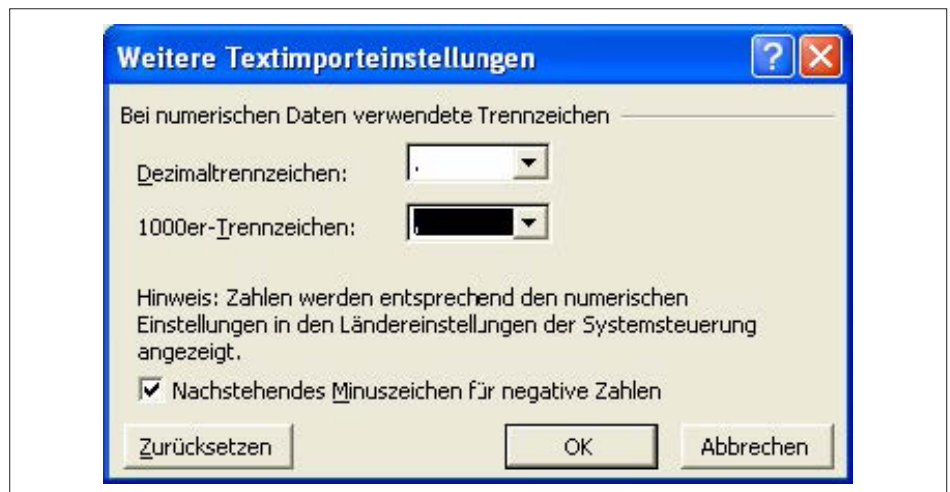 Weitere Textimporteinstellungen ?
Bei numerischen Daten verwendete Trennzeichen
Dezimaltrennzeichen: .
1000er-Trennzeichen: ,
Hinweis: Zahlen werden entsprechend den numerischen
Einstellungen in den Ländereinstellungen der Systemsteuerung
angezeigt.
Nachstehendes Minuszeichen für negative Zahlen
Zurücksetzen OK Abbrechen